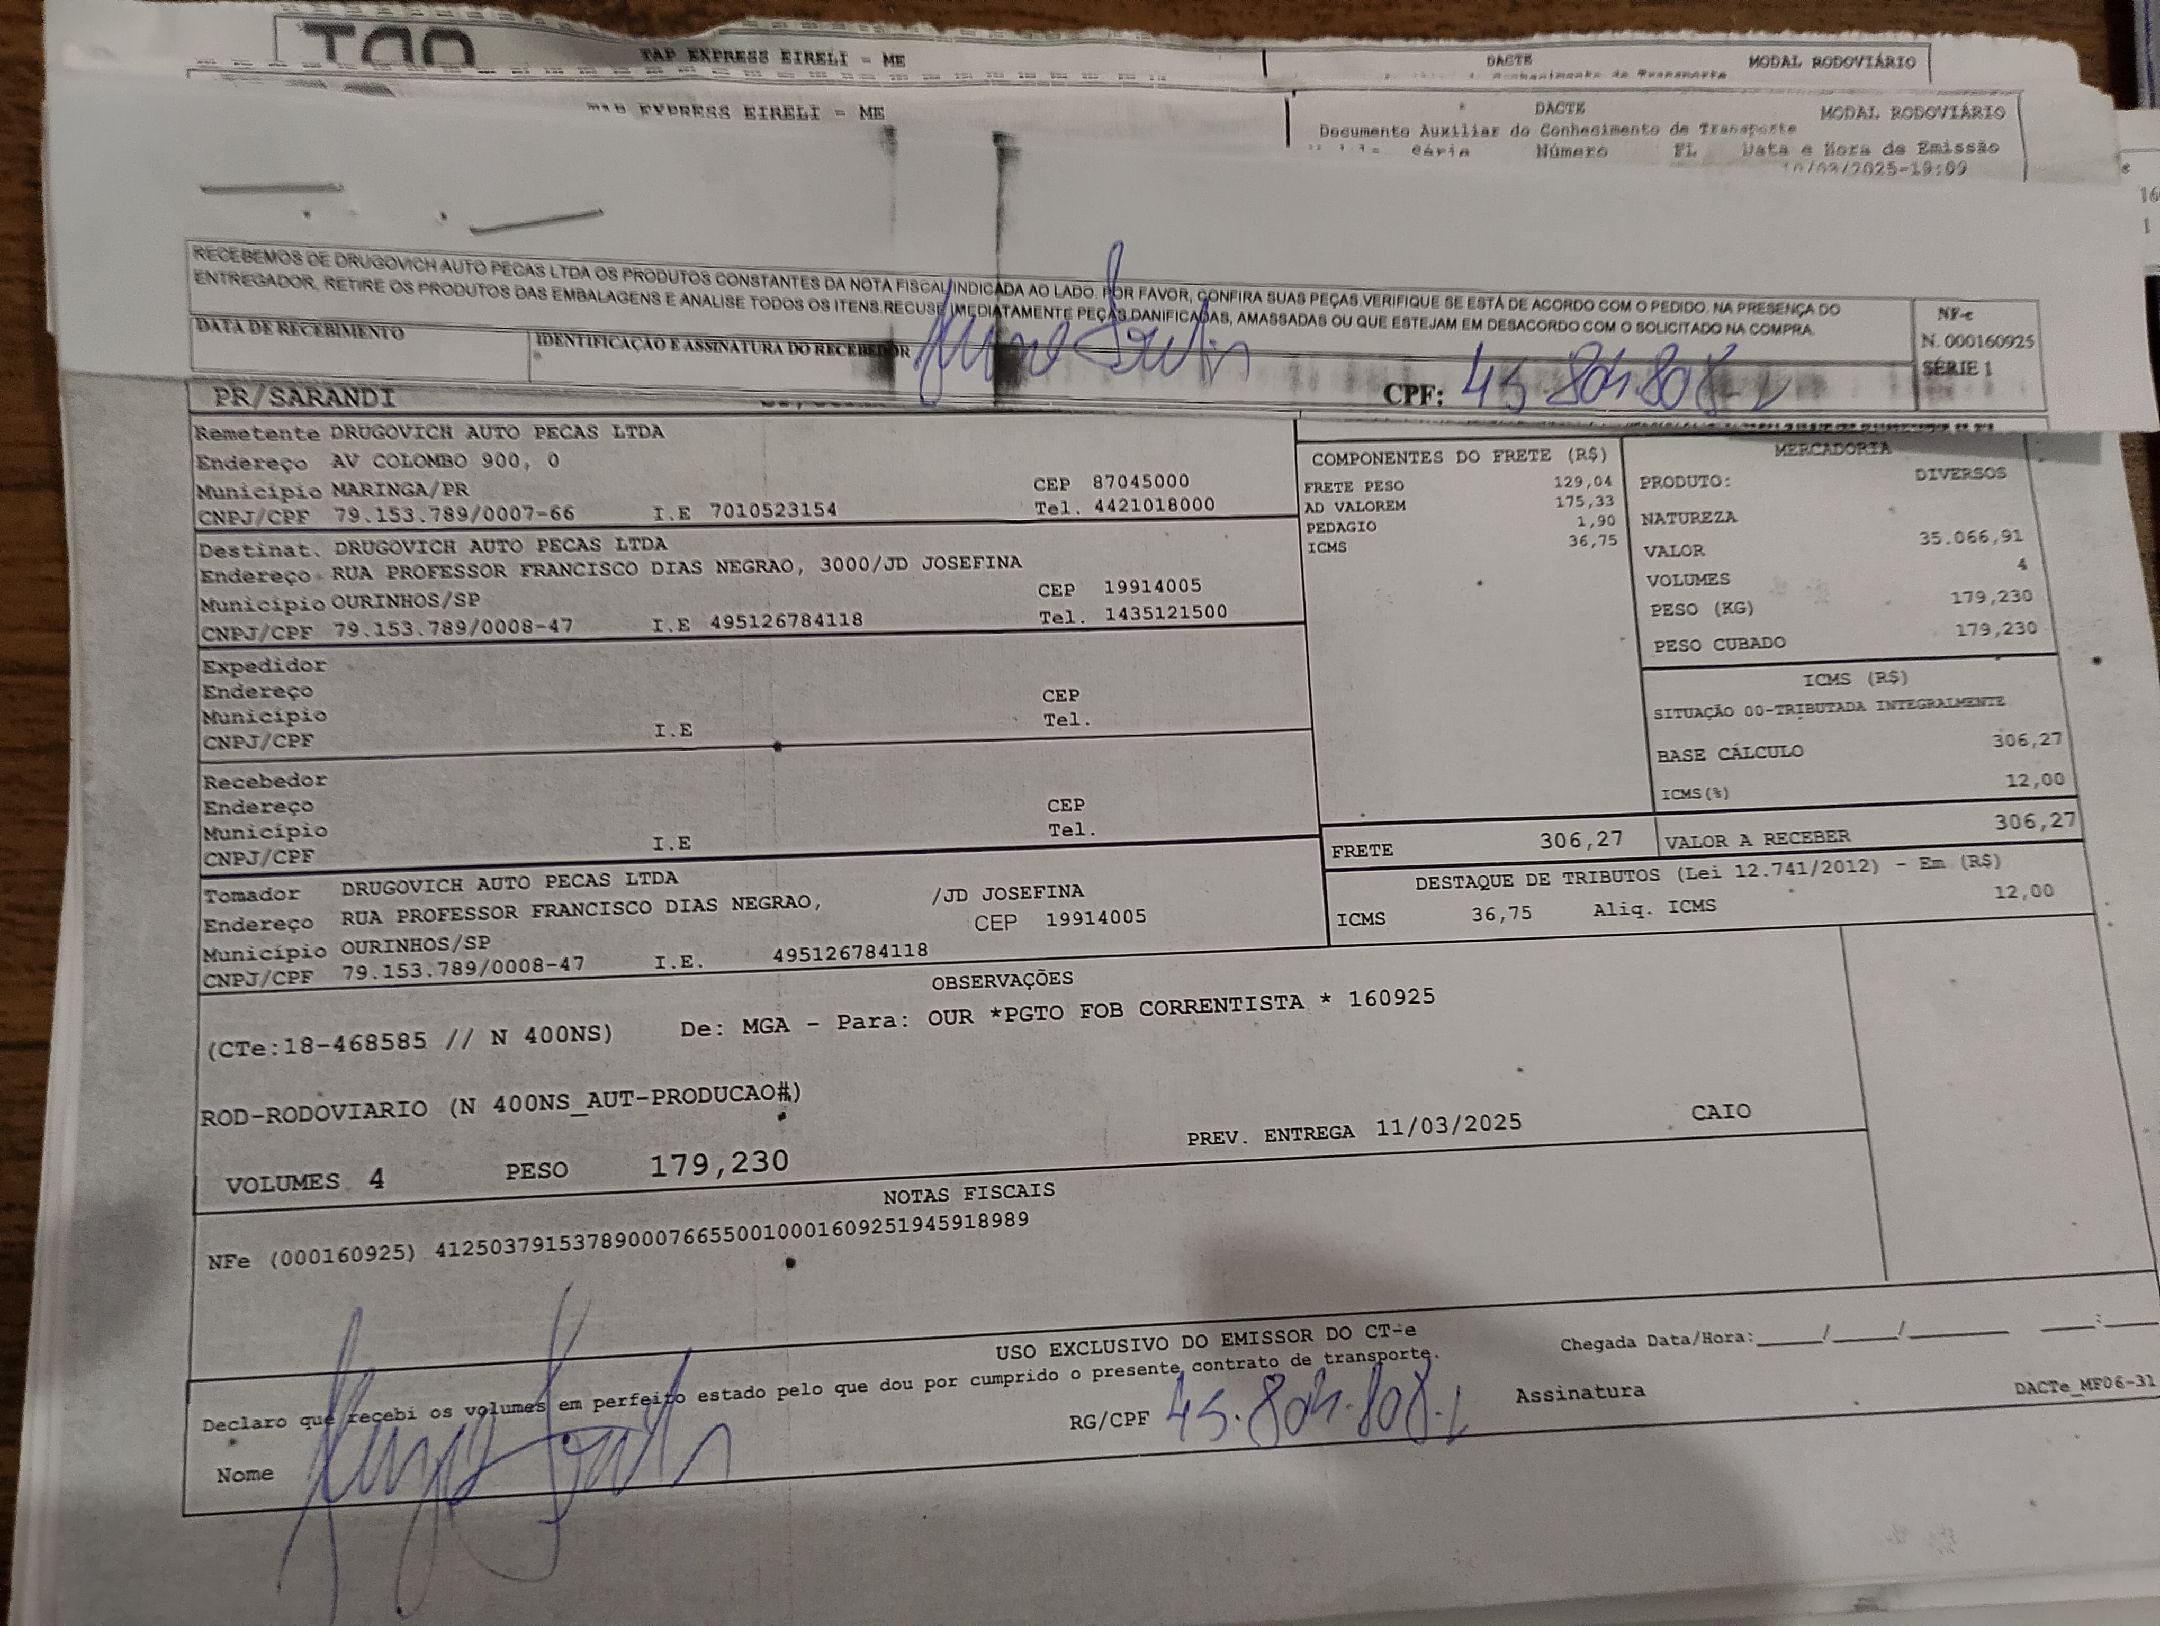 TAP EXPRESS EIRELI - ME
DACTE MODAL RODOVIÁRIO
EXPRESS EIRELI - ME
DACTE MODAL RODOVIÁRIO
Documento Auxiliar do Conhecimento de Transporte
Série Número FL Data e Hora de Emissão
10/03/2025-19:09
RECEBEMOS DE DRUGOVICH AUTO PECAS LTDA OS PRODUTOS CONSTANTES DA NOTA FISCAL INDICADA AO LADO. POR FAVOR, CONFIRA SUAS PEÇAS.VERIFIQUE SE ESTÁ DE ACORDO COM O PEDIDO. NA PRESENÇA DO
ENTREGADOR, RETIRE OS PRODUTOS DAS EMBALAGENS E ANALISE TODOS OS ITENS.RECUSE IMEDIATAMENTE PEÇAS DANIFICADAS, AMASSADAS OU QUE ESTEJAM EM DESACORDO COM O SOLICITADO NA COMPRA.
NF-e
N. 000160925
SÉRIE 1
DATA DE RECEBIMENTO
IDENTIFICAÇÃO E ASSINATURA DO RECEBEDOR
CPF:
PR/SARANDI
Remetente DRUGOVICH AUTO PECAS LTDA
Endereço AV COLOMBO 900, 0
Município MARINGA/PR CEP 87045000
CNPJ/CPF 79.153.789/0007-66 I.E 7010523154 Tel. 4421018000
Destinat. DRUGOVICH AUTO PECAS LTDA
Endereço RUA PROFESSOR FRANCISCO DIAS NEGRAO, 3000/JD JOSEFINA
Município OURINHOS/SP CEP 19914005
CNPJ/CPF 79.153.789/0008-47 I.E 495126784118 Tel. 1435121500
Expedidor
Endereço
Município CEP
CNPJ/CPF I.E Tel.
Recebedor
Endereço
Município CEP
CNPJ/CPF I.E Tel.
Tomador DRUGOVICH AUTO PECAS LTDA
Endereço RUA PROFESSOR FRANCISCO DIAS NEGRAO, /JD JOSEFINA
Município OURINHOS/SP CEP 19914005
CNPJ/CPF 79.153.789/0008-47 I.E. 495126784118
COMPONENTES DO FRETE (R$)
FRETE PESO 129,04
AD VALOREM 175,33
PEDAGIO 1,90
ICMS 36,75
MERCADORIA
PRODUTO: DIVERSOS
NATUREZA
VALOR 35.066,91
VOLUMES 4
PESO (KG) 179,230
PESO CUBADO 179,230
ICMS (R$)
SITUAÇÃO 00-TRIBUTADA INTEGRALMENTE
BASE CÁLCULO 306,27
ICMS(%) 12,00
FRETE 306,27 VALOR A RECEBER 306,27
DESTAQUE DE TRIBUTOS (Lei 12.741/2012) - Em (R$)
ICMS 36,75 Aliq. ICMS 12,00
OBSERVAÇÕES
(CTe:18-468585 // N 400NS) De: MGA - Para: OUR *PGTO FOB CORRENTISTA * 160925
ROD-RODOVIARIO (N 400NS_AUT-PRODUCAO#)
VOLUMES 4 PESO 179,230 PREV. ENTREGA 11/03/2025 CAIO
NOTAS FISCAIS
NFe (000160925) 41250379153789000766550010001609251945918989
USO EXCLUSIVO DO EMISSOR DO CT-e
Declaro que recebi os volumes em perfeito estado pelo que dou por cumprido o presente contrato de transporte.
Chegada Data/Hora:_____/_____/________ ____:____
Nome RG/CPF Assinatura
DACTe_MF06-31